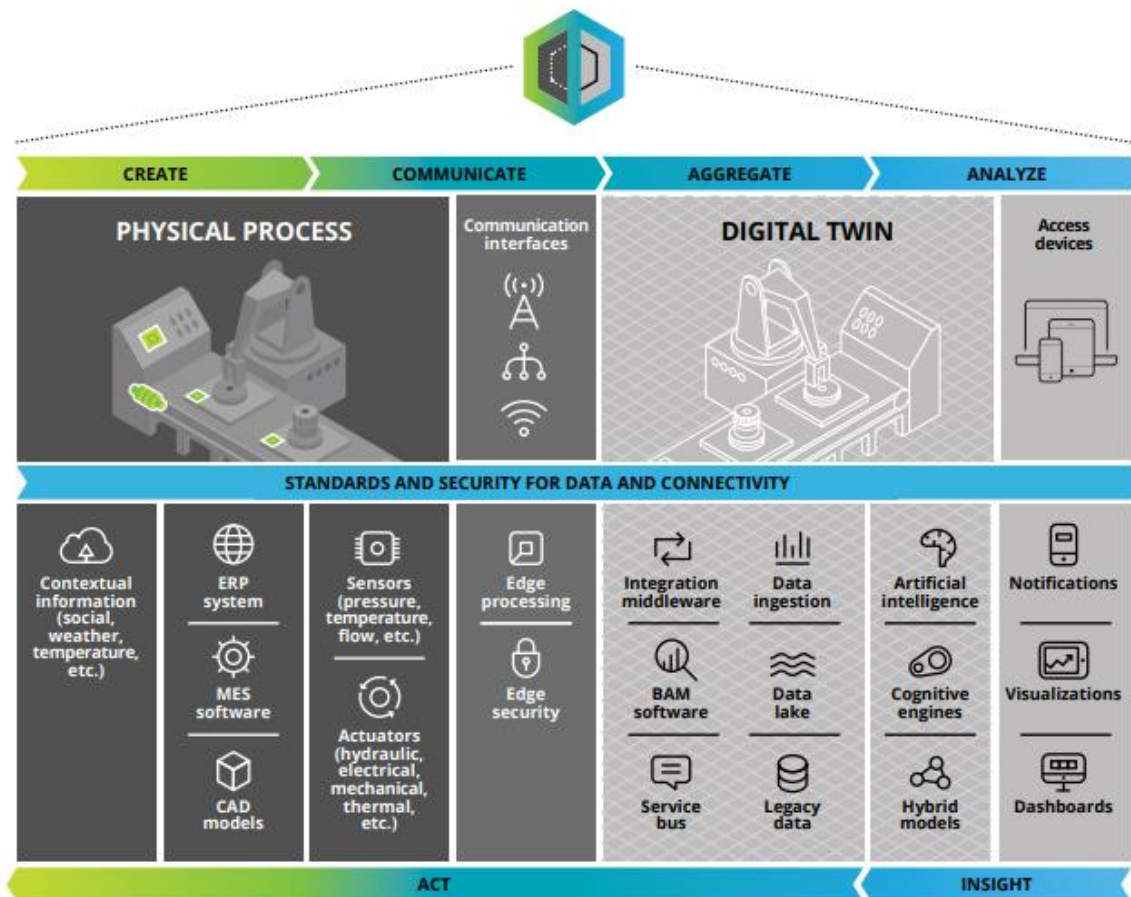 CREATE
COMMUNICATE
AGGREGATE
ANALYZE
PHYSICAL PROCESS
Communication
interfaces
DIGITAL TWIN
Access
devices
STANDARDS AND SECURITY FOR DATA AND CONNECTIVITY
Contextual
information
(social,
weather,
temperature,
etc.)
ERP
system
MES
software
CAD
models
Sensors
(pressure,
temperature,
flow, etc.)
Actuators
(hydraulic,
electrical,
mechanical,
thermal,
etc.)
Edge
processing
Edge
security
Integration
middleware
BAM
software
Service
bus
Data
ingestion
Data
lake
Legacy
data
Artificial
intelligence
Cognitive
engines
Hybrid
models
Notifications
Visualizations
Dashboards
ACT
INSIGHT